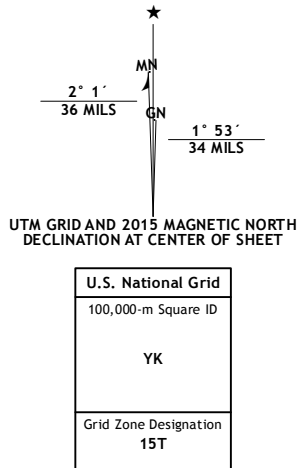 MN
GN
2° 1´
36 MILS
1° 53´
34 MILS
UTM GRID AND 2015 MAGNETIC NORTH
DECLINATION AT CENTER OF SHEET
U.S. National Grid
100,000-m Square ID
YK
Grid Zone Designation
15T